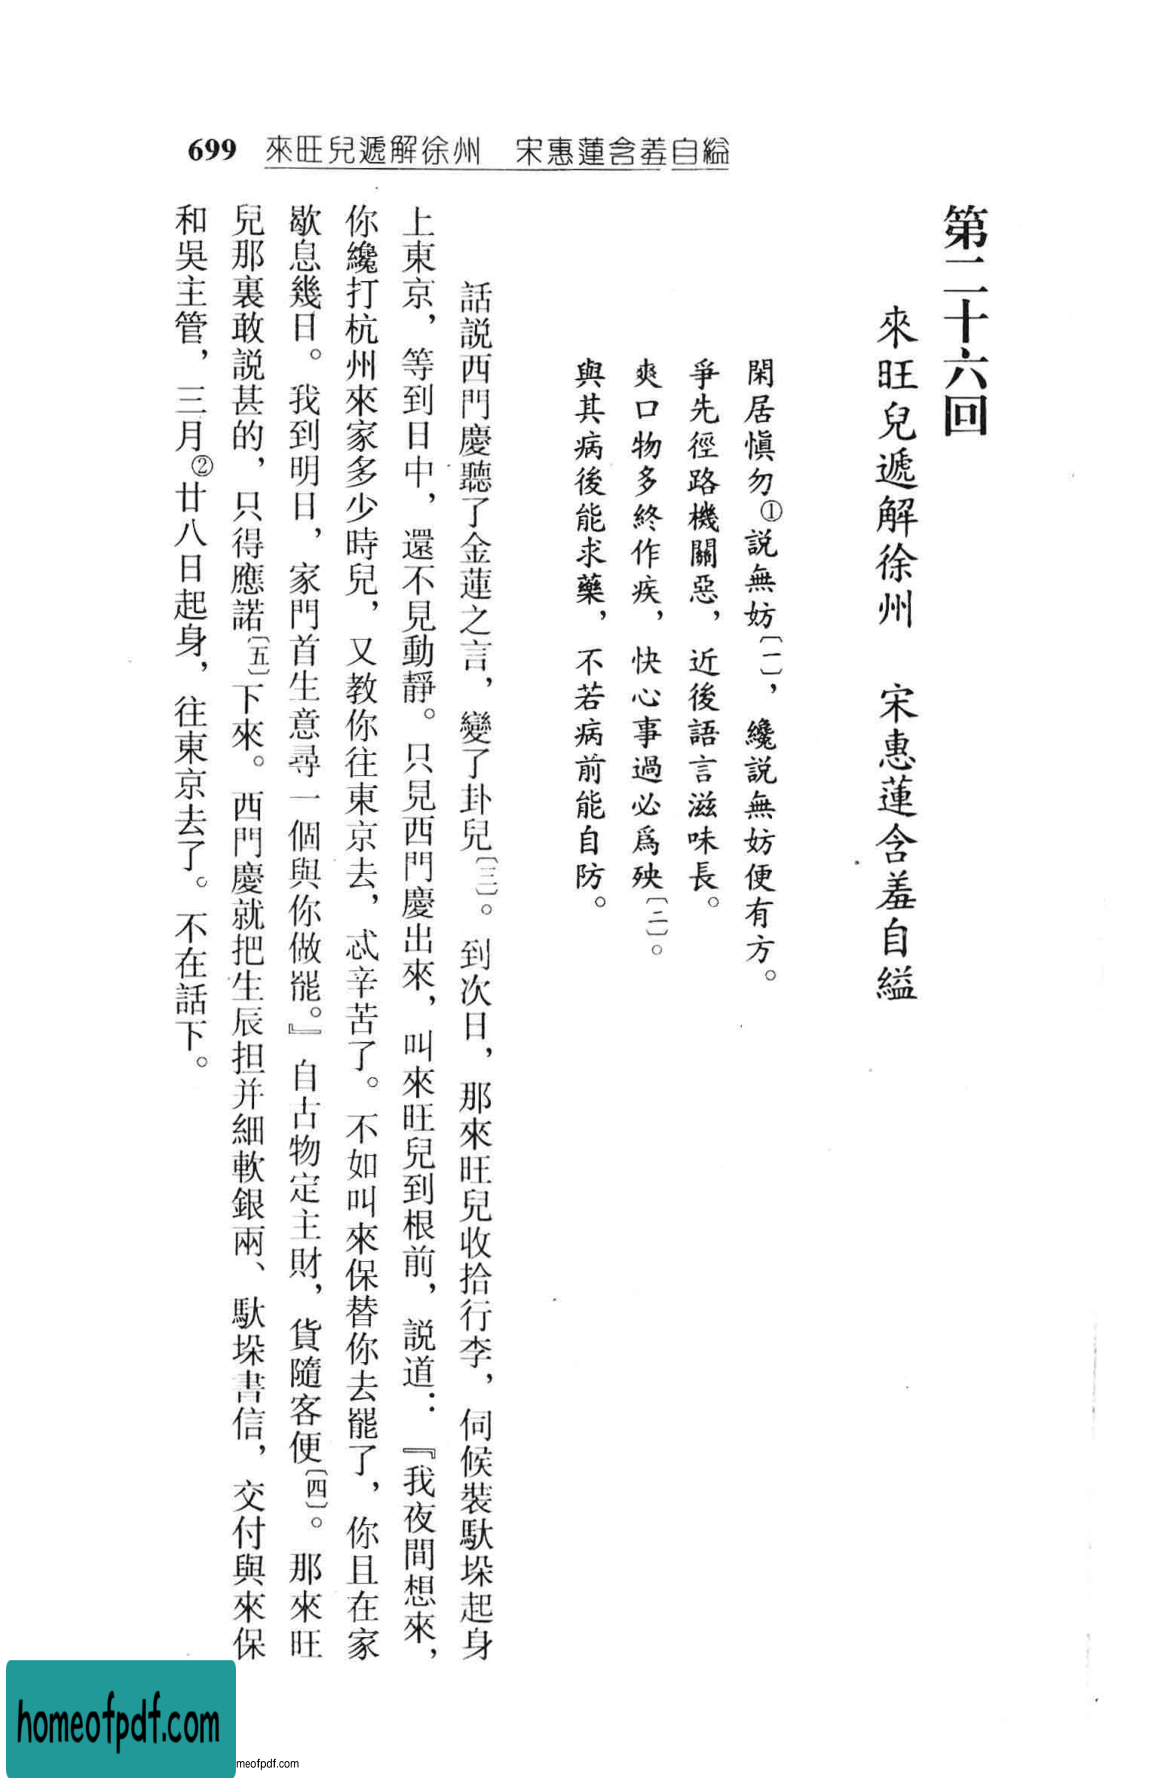 699 來旺兒遞解徐州　宋惠蓮含羞自縊
第二十六回
來旺兒遞解徐州　宋惠蓮含羞自縊
閑居慎勿①説無妨〔一〕，纔説無妨便有方。
爭先徑路機關惡，近後語言滋味長。
爽口物多終作疾，快心事過必爲殃〔二〕。
與其病後能求藥，不若病前能自防。
話説西門慶聽了金蓮之言，變了卦兒〔三〕。到次日，那來旺兒收拾行李，伺候裝馱垛起身
上東京，等到日中，還不見動靜。只見西門慶出來，叫來旺兒到根前，説道：『我夜間想來，
你纔打杭州來家多少時兒，又教你往東京去，忒辛苦了。不如叫來保替你去罷了，你且在家
歇息幾日。我到明日，家門首生意尋一個與你做罷。』自古物定主財，貨隨客便〔四〕。那來旺
兒那裏敢説甚的，只得應諾〔五〕下來。西門慶就把生辰担并細軟銀兩、馱垛書信，交付與來保
和吳主管，三月②廿八日起身，往東京去了。不在話下。
homeofpdf.com
meofpdf.com